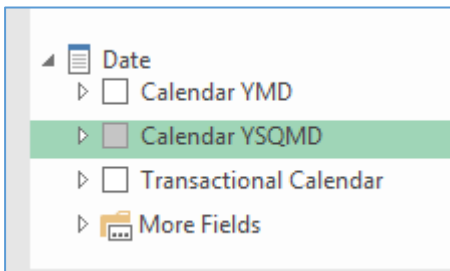 Date
Calendar YMD
Calendar YSQMD
Transactional Calendar
More Fields